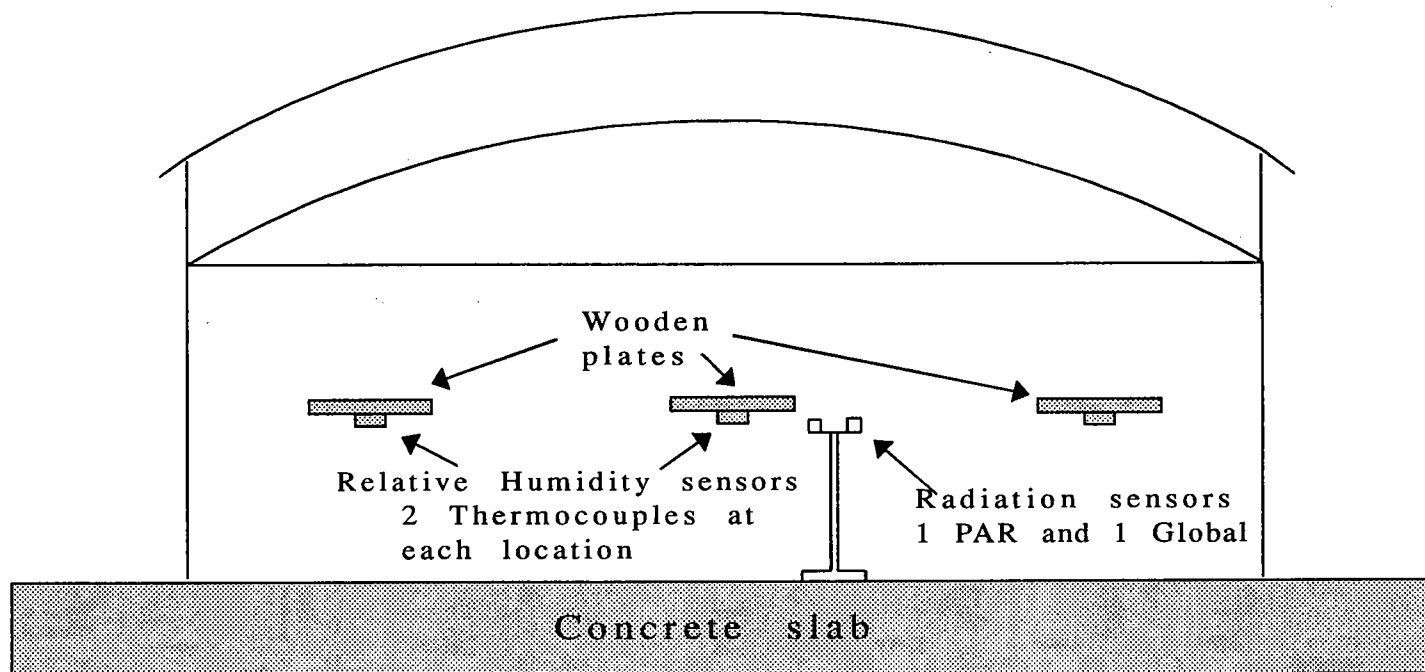 Wooden
plates
Relative Humidity sensors
2 Thermocouples at
each location
Radiation sensors
1 PAR and 1 Global
Concrete slab